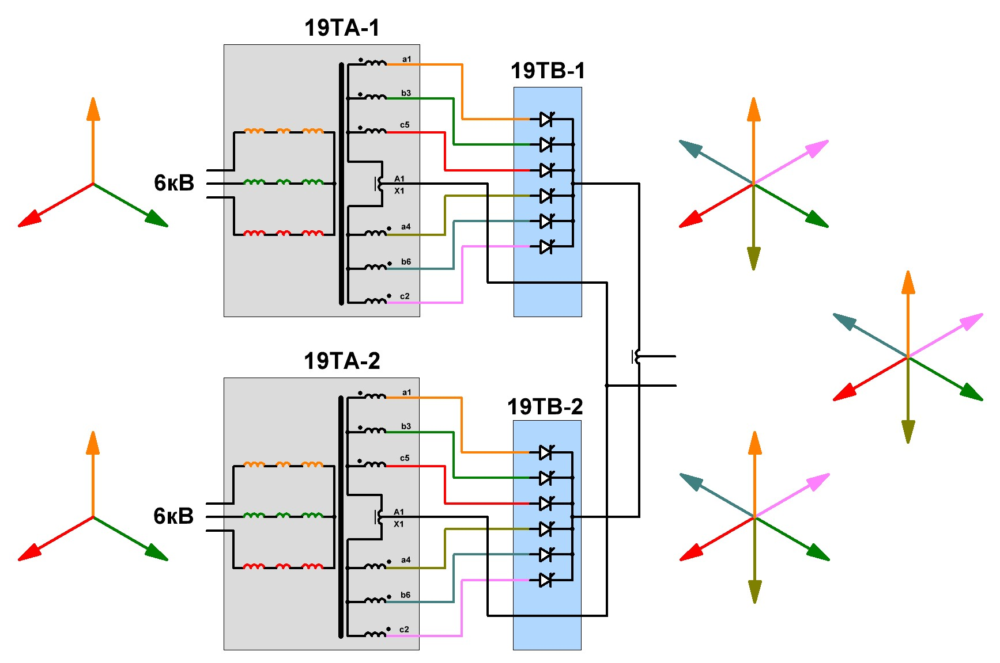 19TA-1
a1
19TB-1
b3
c5
6кВ
A1
X1
a4
b6
c2
19TA-2
a1
19TB-2
b3
c5
6кВ
A1
X1
a4
b6
c2